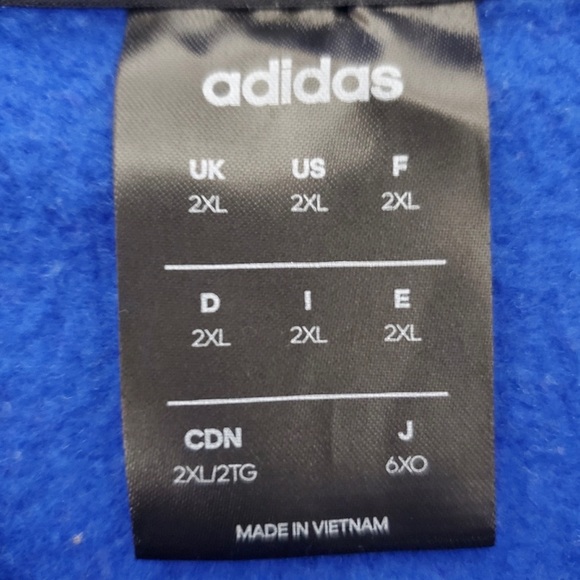 adidas
UK US F
2XL 2XL 2XL
D I E
2XL 2XL 2XL
CDN J
2XL/2TG 6XO
MADE IN VIETNAM